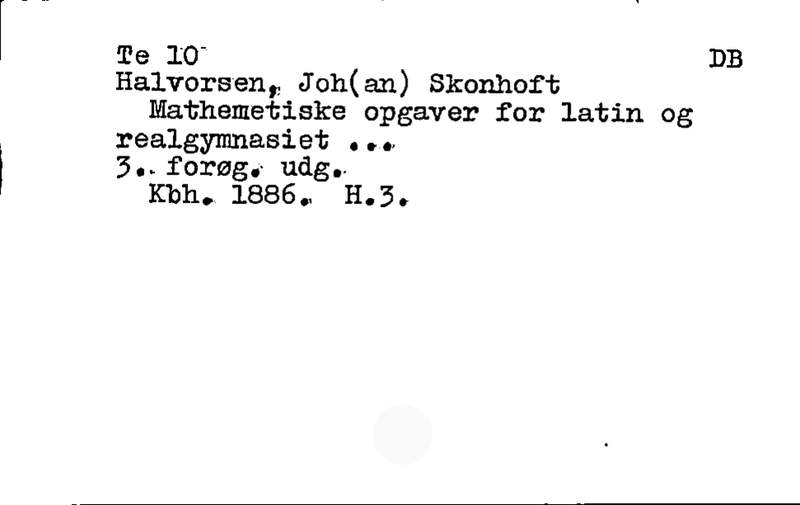 Te 10
DB
Halvorsen, Joh(an) Skonhoft
Mathemetiske opgaver for latin og
realgymnasiet ...
3. forøg. udg.
Kbh. 1886. H.3.